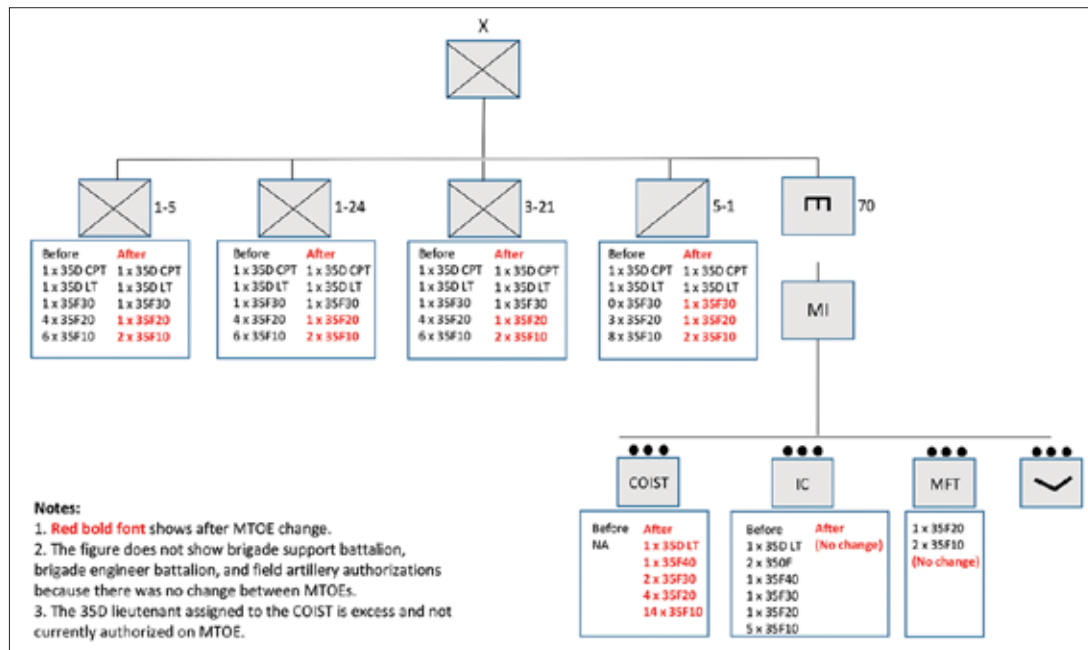 X
1-5
1-24
3-21
5-1
E
70
Before After
1 x 35D CPT 1 x 35D CPT
1 x 35D LT 1 x 35D LT
1 x 35F30 1 x 35F30
4 x 35F20 1 x 35F20
6 x 35F10 2 x 35F10
Before After
1 x 35D CPT 1 x 35D CPT
1 x 35D LT 1 x 35D LT
1 x 35F30 1 x 35F30
4 x 35F20 1 x 35F20
6 x 35F10 2 x 35F10
Before After
1 x 35D CPT 1 x 35D CPT
1 x 35D LT 1 x 35D LT
1 x 35F30 1 x 35F30
4 x 35F20 1 x 35F20
6 x 35F10 2 x 35F10
Before After
1 x 35D CPT 1 x 35D CPT
1 x 35D LT 1 x 35D LT
0 x 35F30 1 x 35F30
3 x 35F20 1 x 35F20
8 x 35F10 2 x 35F10
MI
COIST
IC
MFT
Before After
NA 1 x 35D LT
1 x 35F40
2 x 35F30
4 x 35F20
14 x 35F10
Before After
1 x 35D LT (No change)
2 x 350F
1 x 35F40
1 x 35F30
1 x 35F20
5 x 35F10
1 x 35F20
2 x 35F10
(No change)
Notes:
1. Red bold font shows after MTOE change.
2. The figure does not show brigade support battalion,
brigade engineer battalion, and field artillery authorizations
because there was no change between MTOEs.
3. The 35D lieutenant assigned to the COIST is excess and not
currently authorized on MTOE.